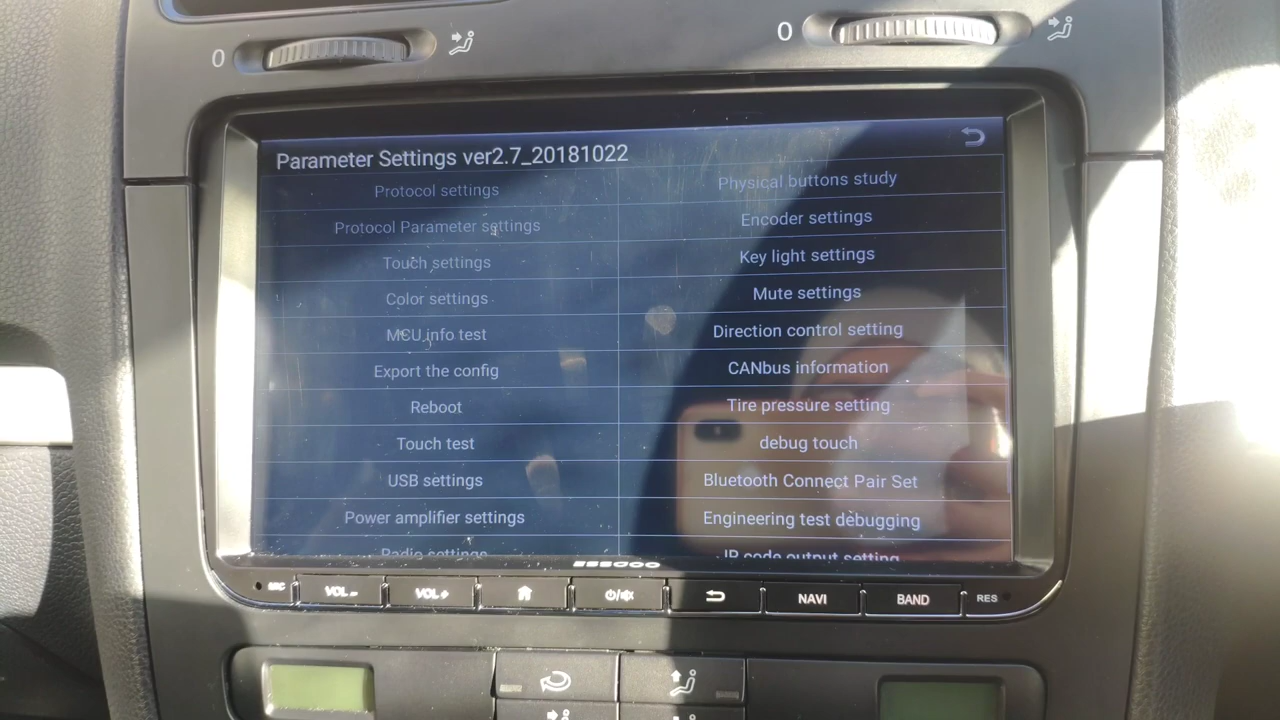 0
0
Parameter Settings ver2.7_20181022
Protocol settings
Physical buttons study
Protocol Parameter settings
Encoder settings
Touch settings
Key light settings
Color settings
Mute settings
MCU info test
Direction control setting
Export the config
CANbus information
Reboot
Tire pressure setting
Touch test
debug touch
USB settings
Bluetooth Connect Pair Set
Power amplifier settings
Engineering test debugging
Radio settings
IR code output setting
MIC
VOL-
VOL+
NAVI
BAND
RES